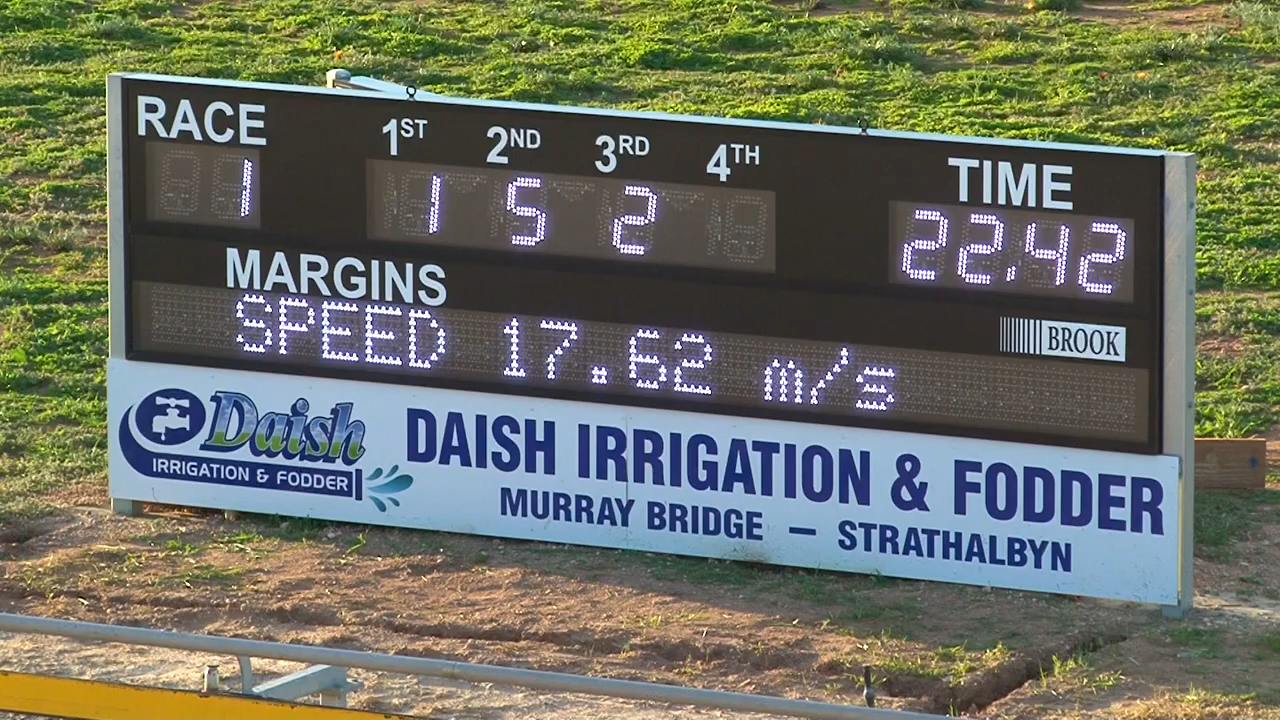 RACE 1ST 2ND 3RD 4TH TIME
1 1 5 2 22.42
MARGINS
SPEED 17.62 m/s
BROOK
Daish
IRRIGATION & FODDER
DAISH IRRIGATION & FODDER
MURRAY BRIDGE – STRATHALBYN